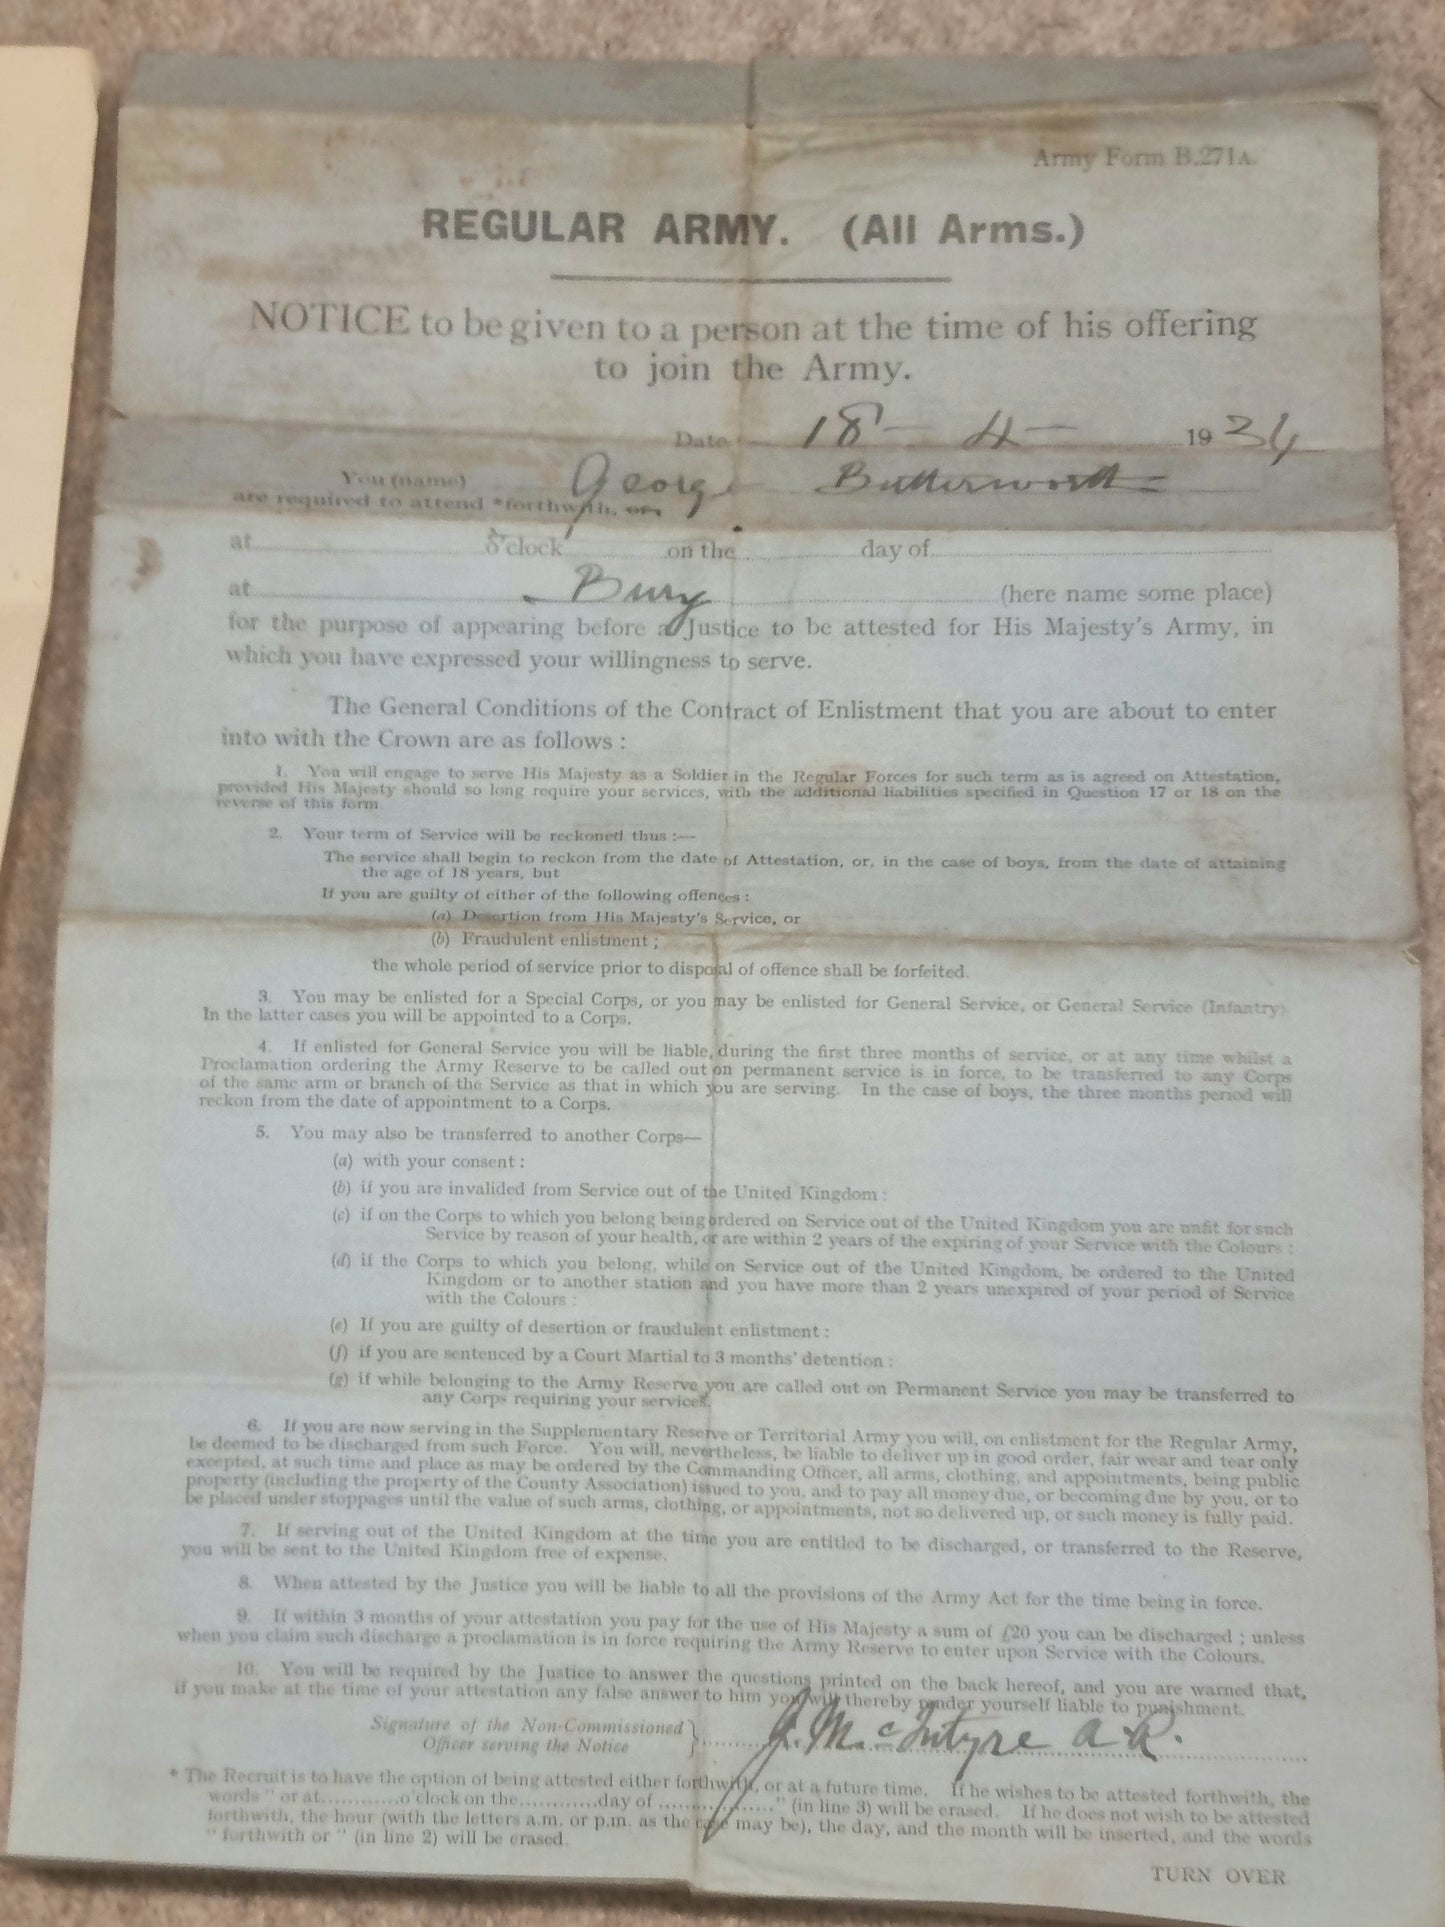 Army Form B.271A.
REGULAR ARMY. (All Arms.)
NOTICE to be given to a person at the time of his offering
to join the Army.
Date 18 - 4 - 1934
You (name) George Butterworth
are required to attend *forthwith, or
at o'clock on the day of
at Bury (here name some place)
for the purpose of appearing before a Justice to be attested for His Majesty's Army, in
which you have expressed your willingness to serve.
The General Conditions of the Contract of Enlistment that you are about to enter
into with the Crown are as follows :
1. You will engage to serve His Majesty as a Soldier in the Regular Forces for such term as is agreed on Attestation,
provided His Majesty should so long require your services, with the additional liabilities specified in Question 17 or 18 on the
reverse of this form.
2. Your term of Service will be reckoned thus :—
The service shall begin to reckon from the date of Attestation, or, in the case of boys, from the date of attaining
the age of 18 years, but
If you are guilty of either of the following offences :
(a) Desertion from His Majesty's Service, or
(b) Fraudulent enlistment ;
the whole period of service prior to disposal of offence shall be forfeited.
3. You may be enlisted for a Special Corps, or you may be enlisted for General Service, or General Service (Infantry)
In the latter cases you will be appointed to a Corps.
4. If enlisted for General Service you will be liable, during the first three months of service, or at any time whilst a
Proclamation ordering the Army Reserve to be called out on permanent service is in force, to be transferred to any Corps
of the same arm or branch of the Service as that in which you are serving. In the case of boys, the three months period will
reckon from the date of appointment to a Corps.
5. You may also be transferred to another Corps—
(a) with your consent :
(b) if you are invalided from Service out of the United Kingdom :
(c) if on the Corps to which you belong being ordered on Service out of the United Kingdom you are unfit for such
Service by reason of your health, or are within 2 years of the expiring of your Service with the Colours :
(d) if the Corps to which you belong, while on Service out of the United Kingdom, be ordered to the United
Kingdom or to another station and you have more than 2 years unexpired of your period of Service
with the Colours :
(e) If you are guilty of desertion or fraudulent enlistment :
(f) if you are sentenced by a Court Martial to 3 months' detention :
(g) if while belonging to the Army Reserve you are called out on Permanent Service you may be transferred to
any Corps requiring your services.
6. If you are now serving in the Supplementary Reserve or Territorial Army you will, on enlistment for the Regular Army,
be deemed to be discharged from such Force. You will, nevertheless, be liable to deliver up in good order, fair wear and tear only
excepted, at such time and place as may be ordered by the Commanding Officer, all arms, clothing, and appointments, being public
property (including the property of the County Association) issued to you, and to pay all money due, or becoming due by you, or to
be placed under stoppages until the value of such arms, clothing, or appointments, not so delivered up, or such money is fully paid.
7. If serving out of the United Kingdom at the time you are entitled to be discharged, or transferred to the Reserve,
you will be sent to the United Kingdom free of expense.
8. When attested by the Justice you will be liable to all the provisions of the Army Act for the time being in force.
9. If within 3 months of your attestation you pay for the use of His Majesty a sum of £20 you can be discharged ; unless
when you claim such discharge a proclamation is in force requiring the Army Reserve to enter upon Service with the Colours.
10. You will be required by the Justice to answer the questions printed on the back hereof, and you are warned that,
if you make at the time of your attestation any false answer to him you will thereby render yourself liable to punishment.
Signature of the Non-Commissioned
Officer serving the Notice } J. McIntyre A.R.
* The Recruit is to have the option of being attested either forthwith, or at a future time. If he wishes to be attested forthwith, the
words " or at............o'clock on the............day of .................." (in line 3) will be erased. If he does not wish to be attested
forthwith, the hour (with the letters a.m. or p.m. as the case may be), the day, and the month will be inserted, and the words
" forthwith or " (in line 2) will be erased.
TURN OVER